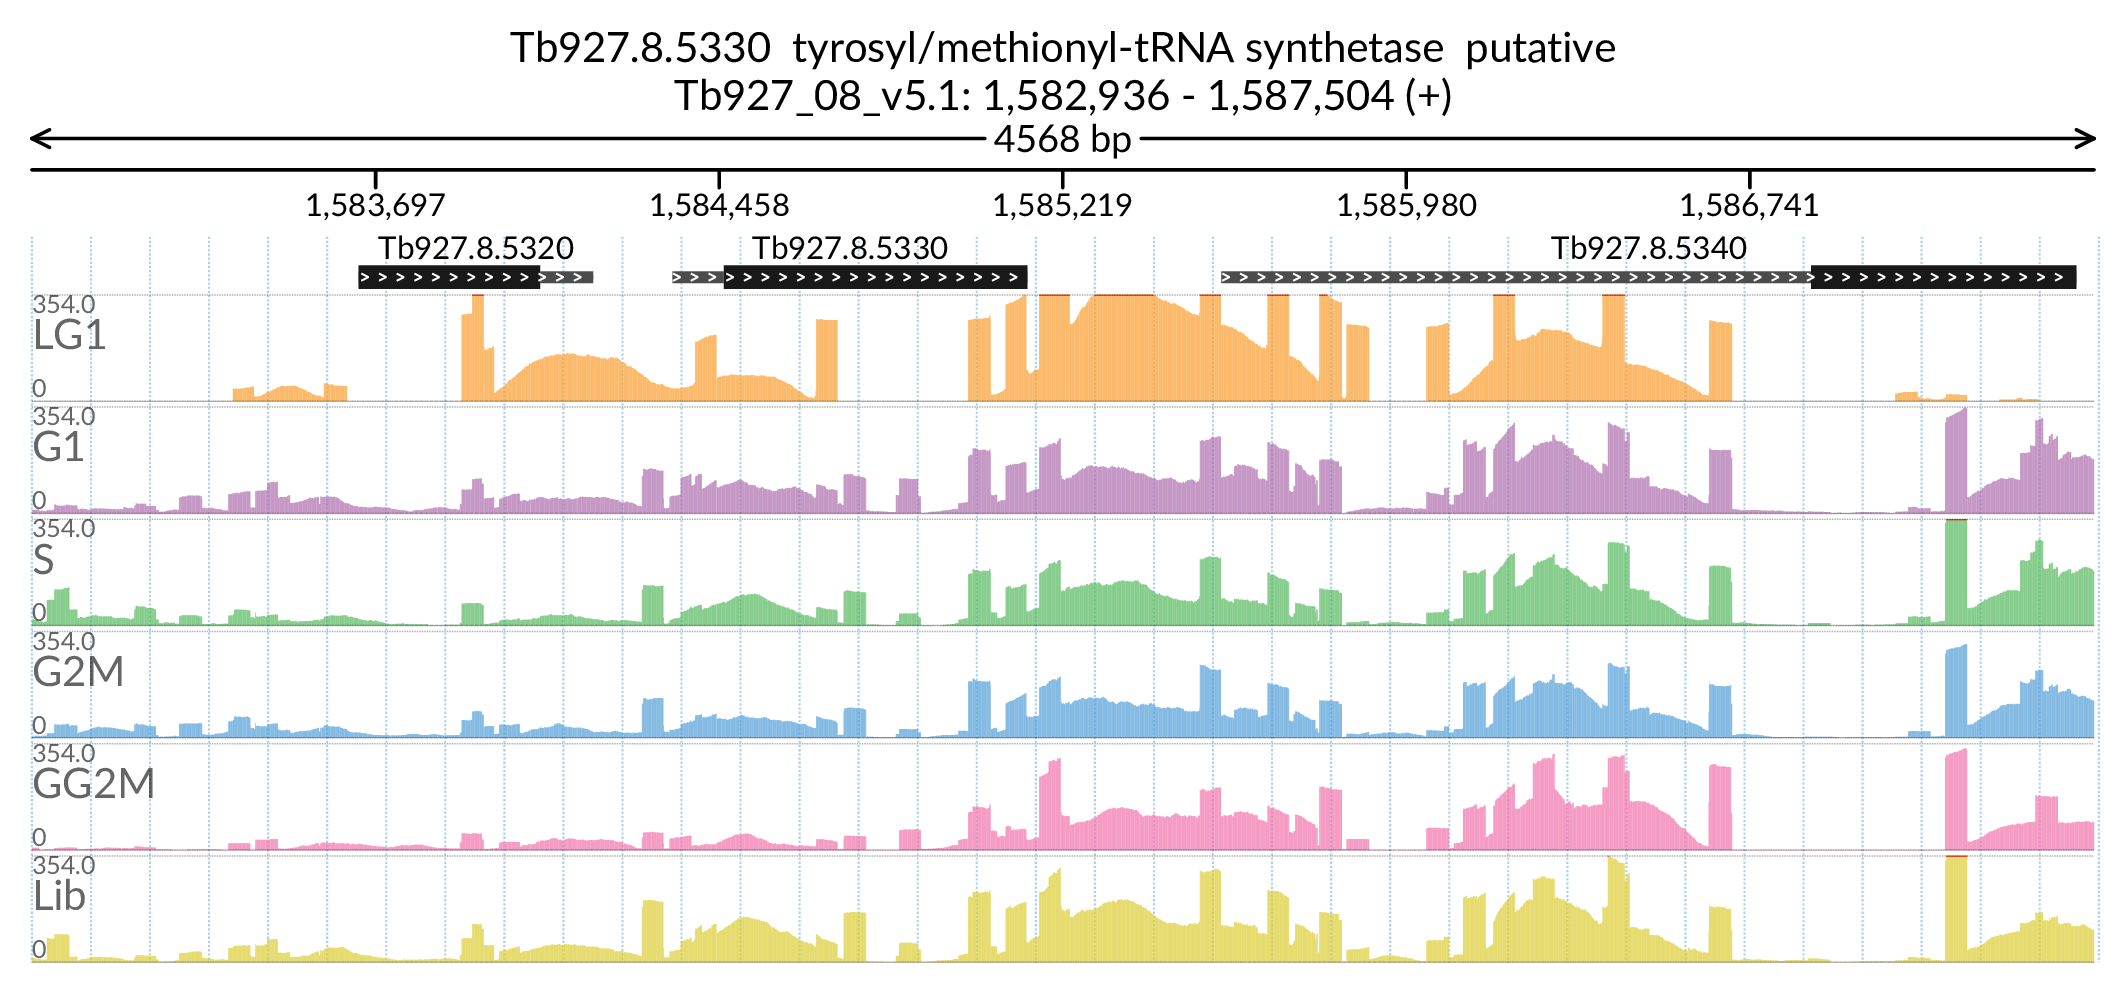 Tb927.8.5330 tyrosyl/methionyl-tRNA synthetase putative
Tb927_08_v5.1: 1,582,936 - 1,587,504 (+)
4568 bp
1,583,697 1,584,458 1,585,219 1,585,980 1,586,741
Tb927.8.5320 Tb927.8.5330 Tb927.8.5340
354.0
LG1
0
354.0
G1
0
354.0
S
0
354.0
G2M
0
354.0
GG2M
0
354.0
Lib
0